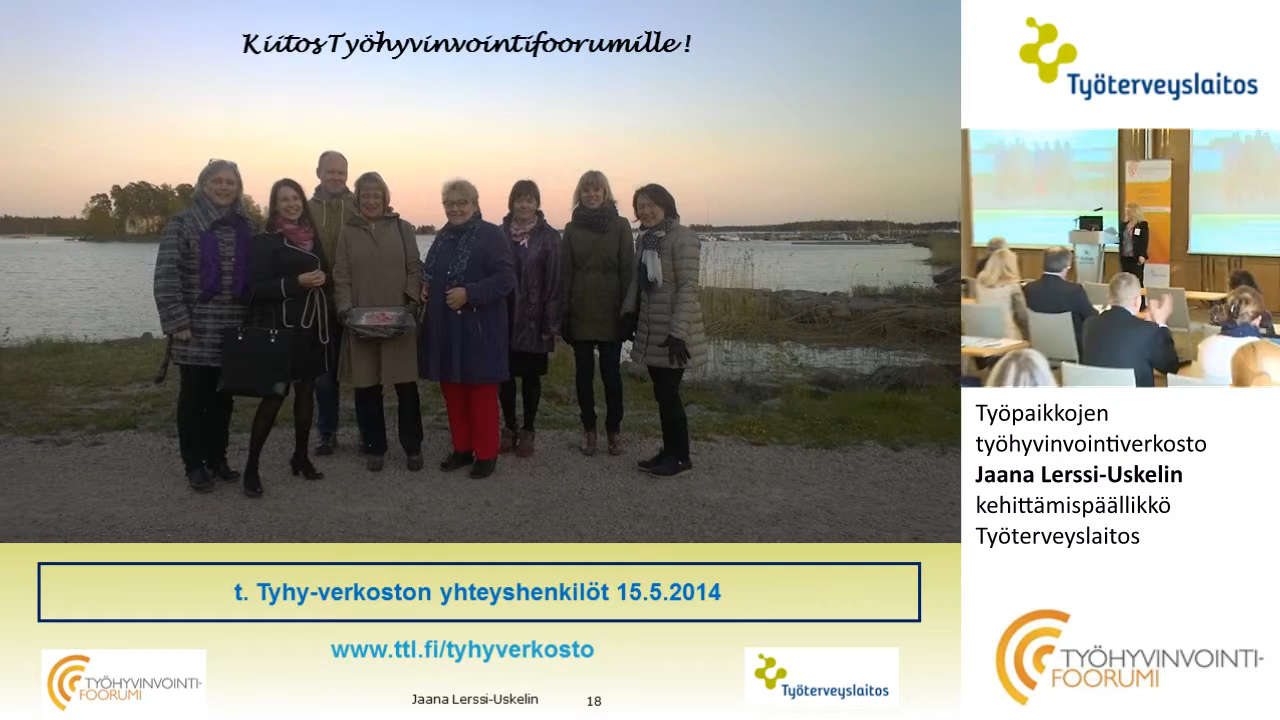 Kiitos Työhyvinvointifoorumille !
t. Tyhy-verkoston yhteyshenkilöt 15.5.2014
www.ttl.fi/tyhyverkosto
TYÖHYVINVOINTI-
FOORUMI
Jaana Lerssi-Uskelin
18
Työterveyslaitos
Työterveyslaitos
Työpaikkojen
työhyvinvointiverkosto
Jaana Lerssi-Uskelin
kehittämispäällikkö
Työterveyslaitos
TYÖHYVINVOINTI-
FOORUMI